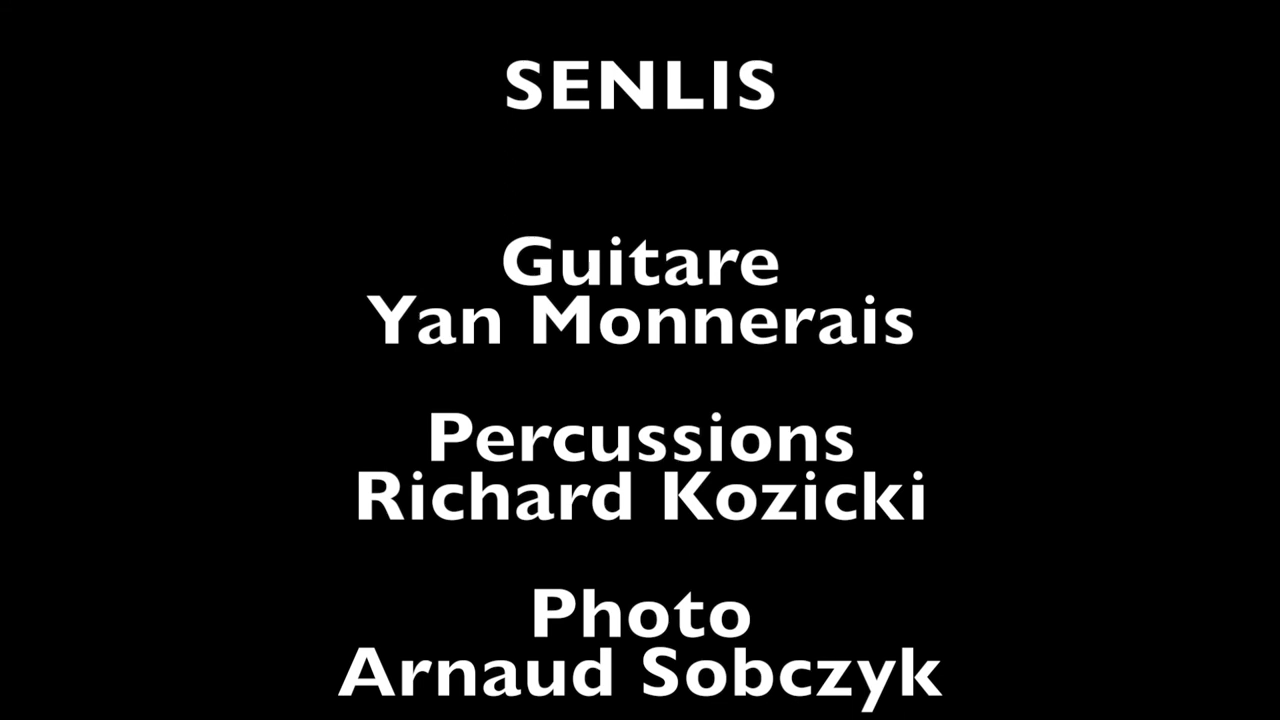 SENLIS
Guitare
Yan Monnerais
Percussions
Richard Kozicki
Photo
Arnaud Sobczyk